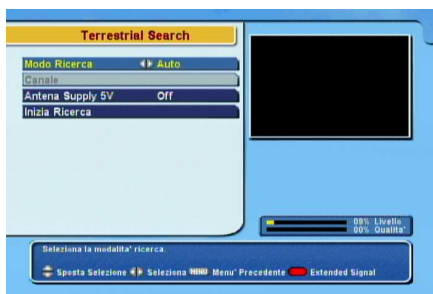 Terrestrial Search
Modo Ricerca Auto
Canale
Antena Supply 5V Off
Inizia Ricerca
09% Livello
00% Qualita'
Seleziona la modalita' ricerca.
Sposta Selezione Seleziona MENU Menu' Precedente Extended Signal